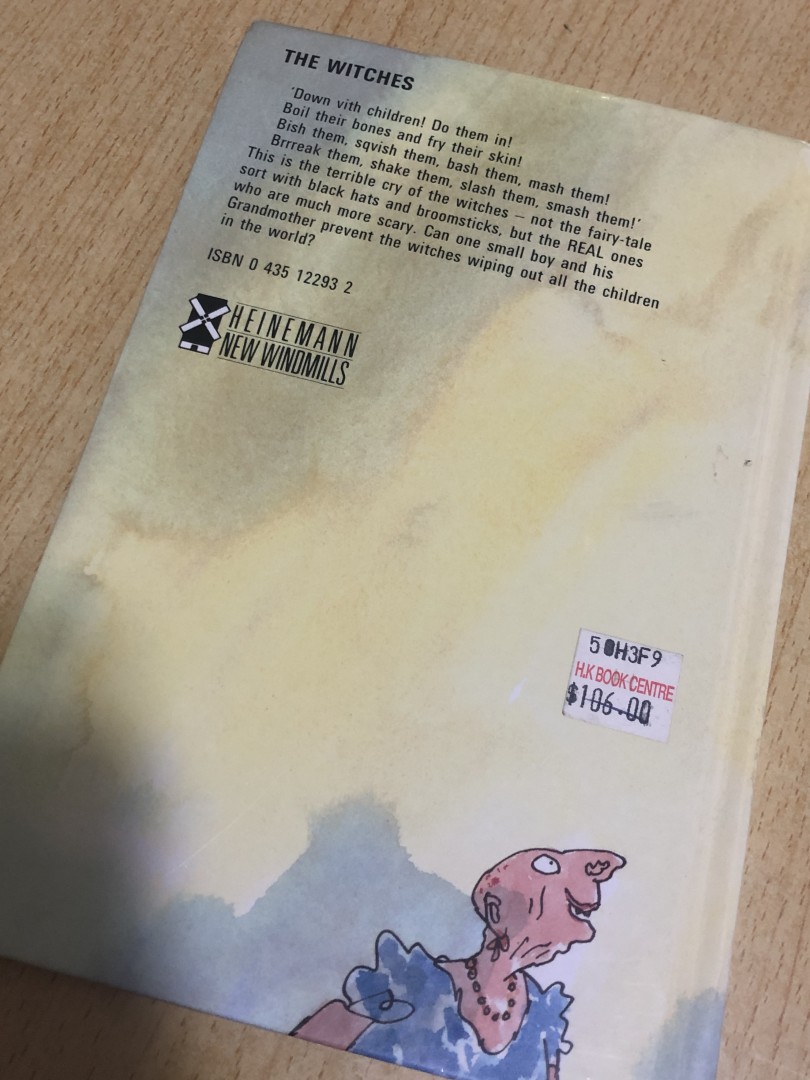 THE WITCHES
'Down vith children! Do them in!
Boil their bones and fry their skin!
Bish them, sqvish them, bash them, mash them!
Brrreak them, shake them, slash them, smash them!'
This is the terrible cry of the witches – not the fairy-tale
sort with black hats and broomsticks, but the REAL ones
who are much more scary. Can one small boy and his
Grandmother prevent the witches wiping out all the children
in the world?
ISBN 0 435 12293 2
HEINEMANN
NEW WINDMILLS
50H3F9
H.K BOOK CENTRE
$106.00